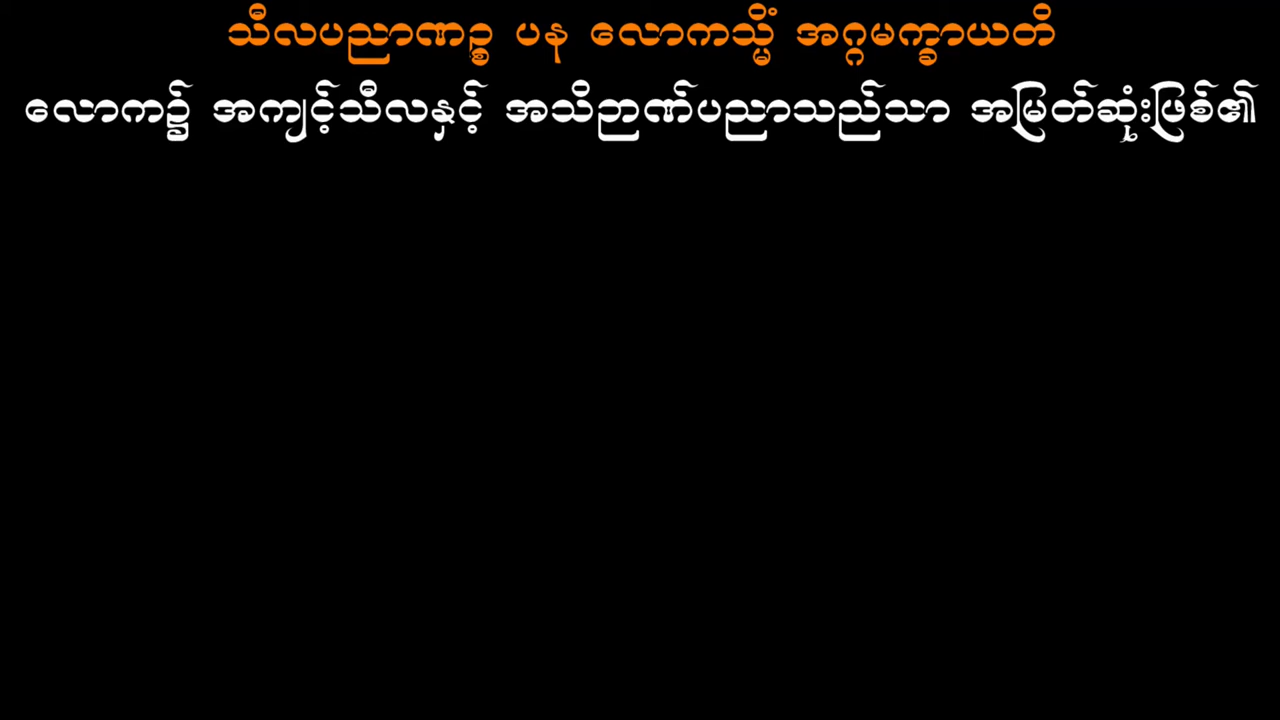 သီလပညာဏဉ္စ ပန လောကသ္မိံ အဂ္ဂမက္ခာယတိ
လောက၌ အကျင့်သီလနှင့် အသိဉာဏ်ပညာသည်သာ အမြတ်ဆုံးဖြစ်၏